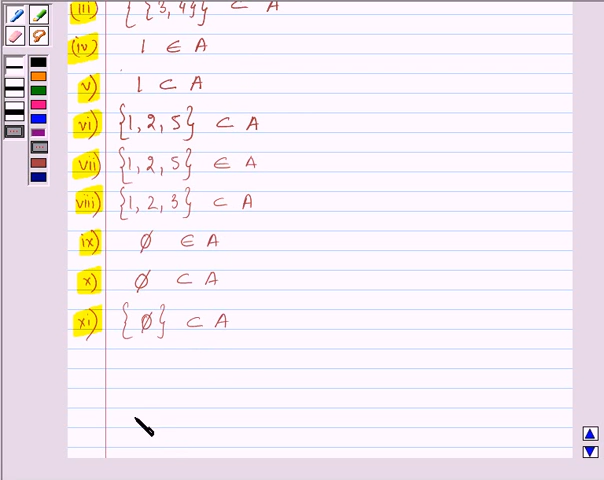 (iii) { {3, 4} } ⊂ A
(iv) 1 ∈ A
v) 1 ⊂ A
vi) {1, 2, 5} ⊂ A
vii) {1, 2, 5} ∈ A
viii) {1, 2, 3} ⊂ A
ix) ∅ ∈ A
x) ∅ ⊂ A
xi) {∅} ⊂ A